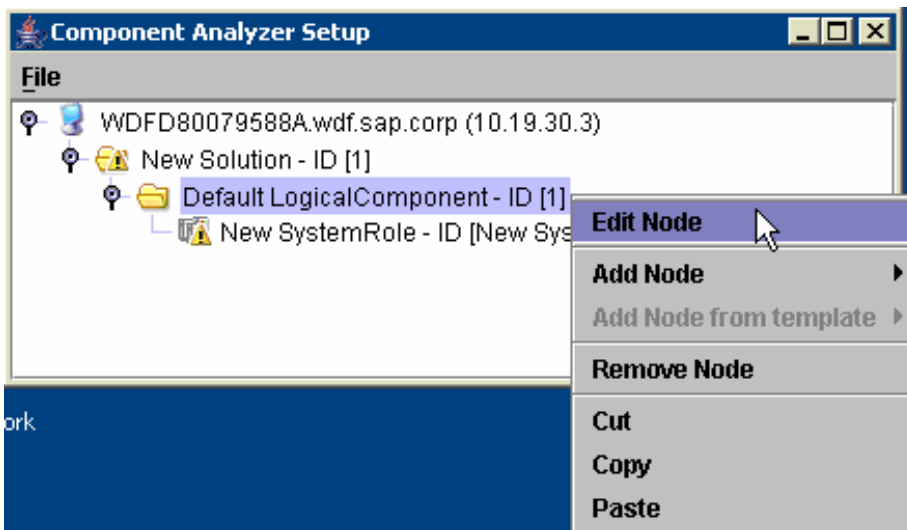 Component Analyzer Setup
File
WDFD80079588A.wdf.sap.corp (10.19.30.3)
New Solution - ID [1]
Default LogicalComponent - ID [1]
New SystemRole - ID [New Sys
Edit Node
Add Node
Add Node from template
Remove Node
Cut
Copy
Paste
ork